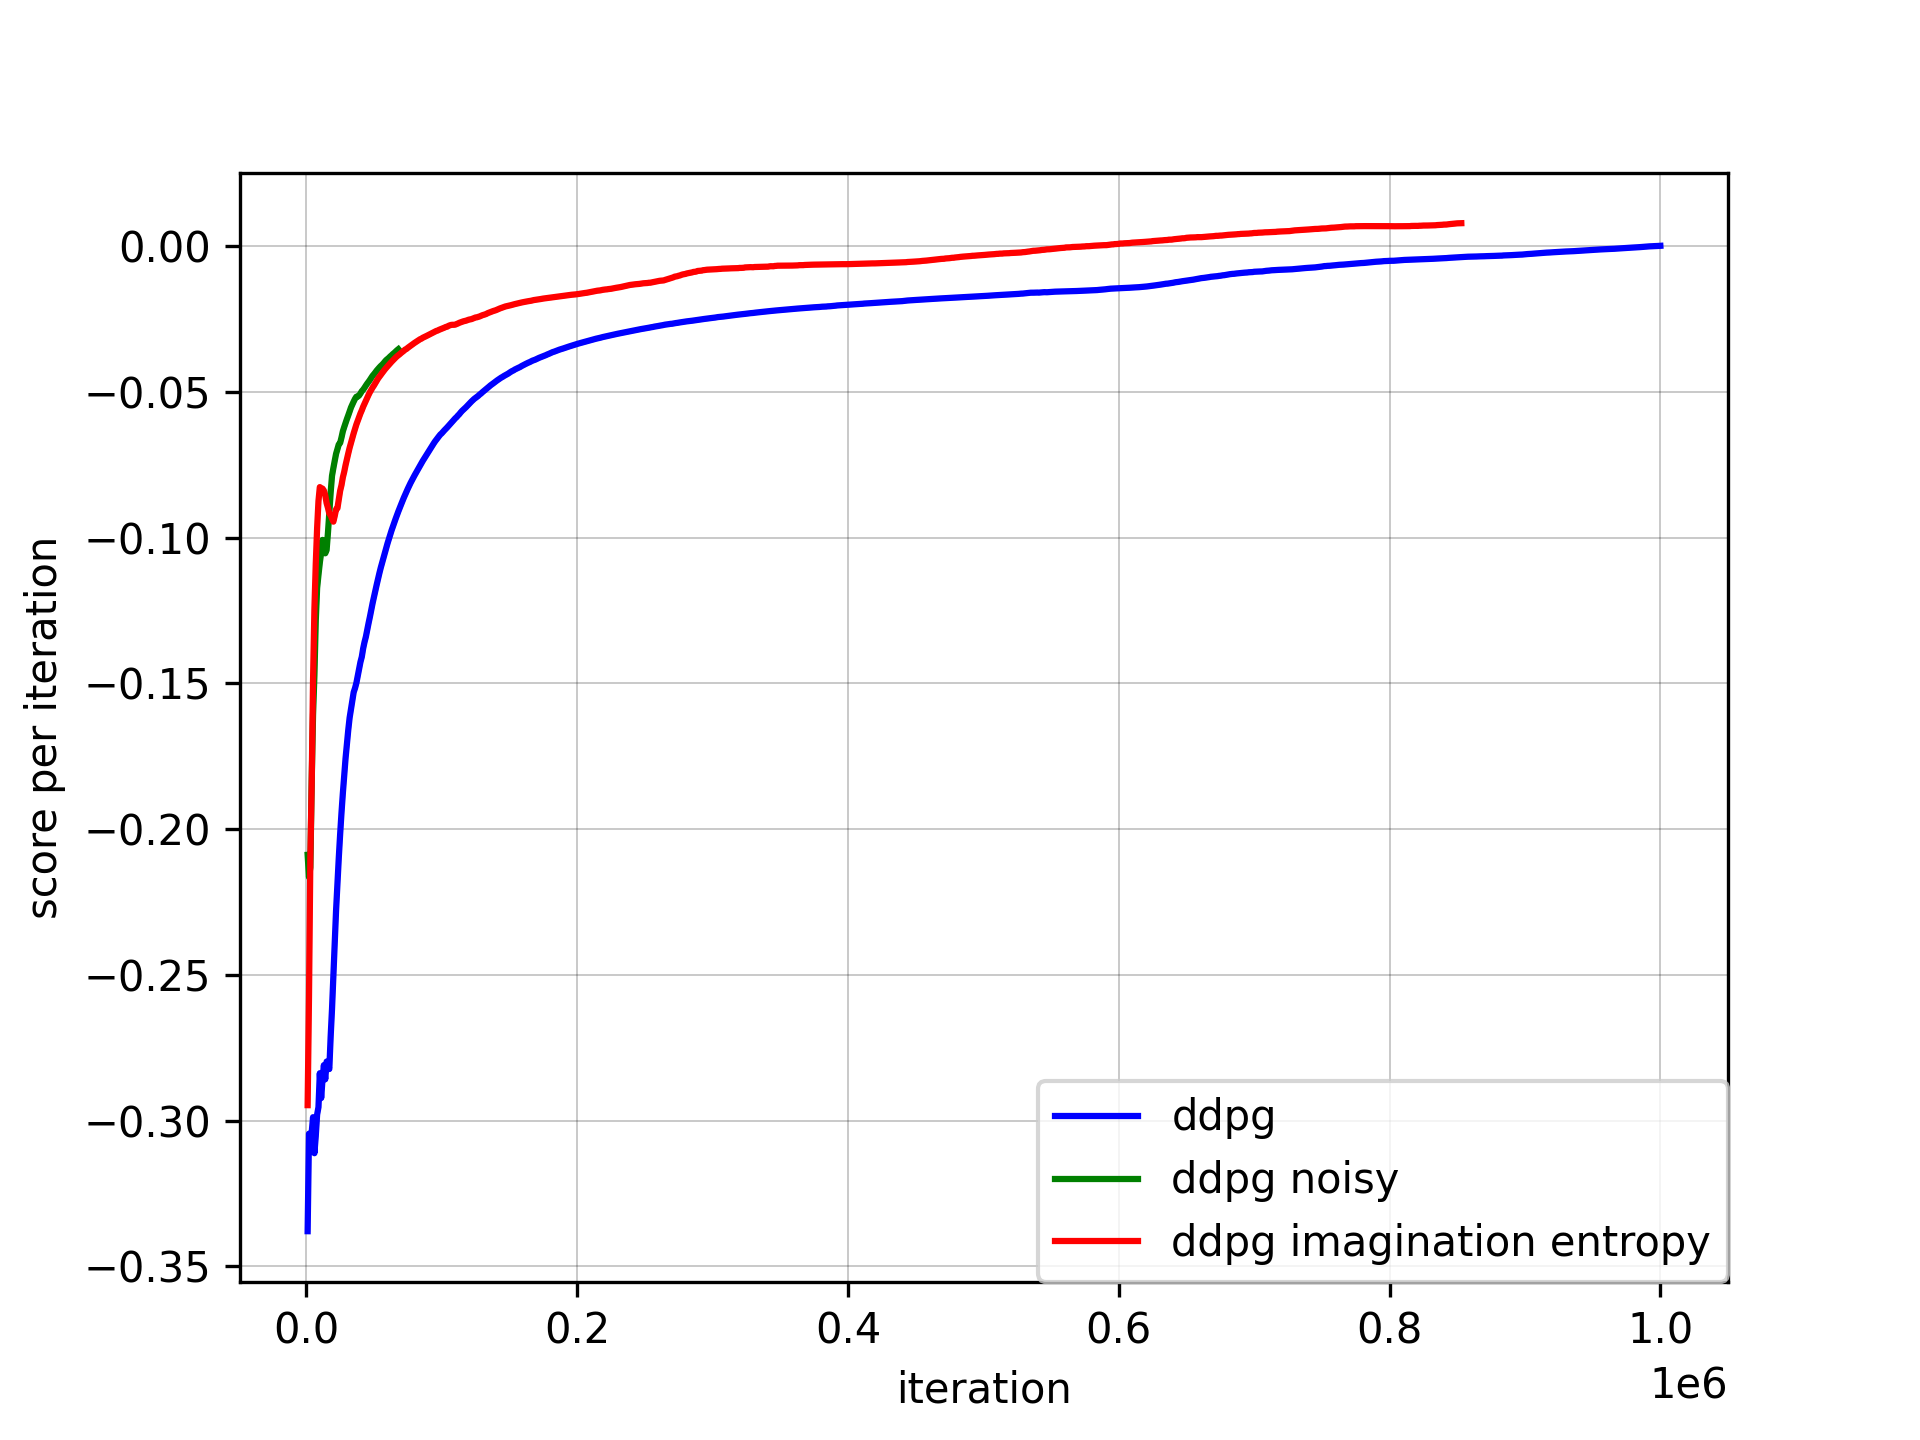 0.00
−0.05
−0.10
−0.15
−0.20
−0.25
−0.30
−0.35
score per iteration
ddpg
ddpg noisy
ddpg imagination entropy
0.0 0.2 0.4 0.6 0.8 1.0
1e6
iteration